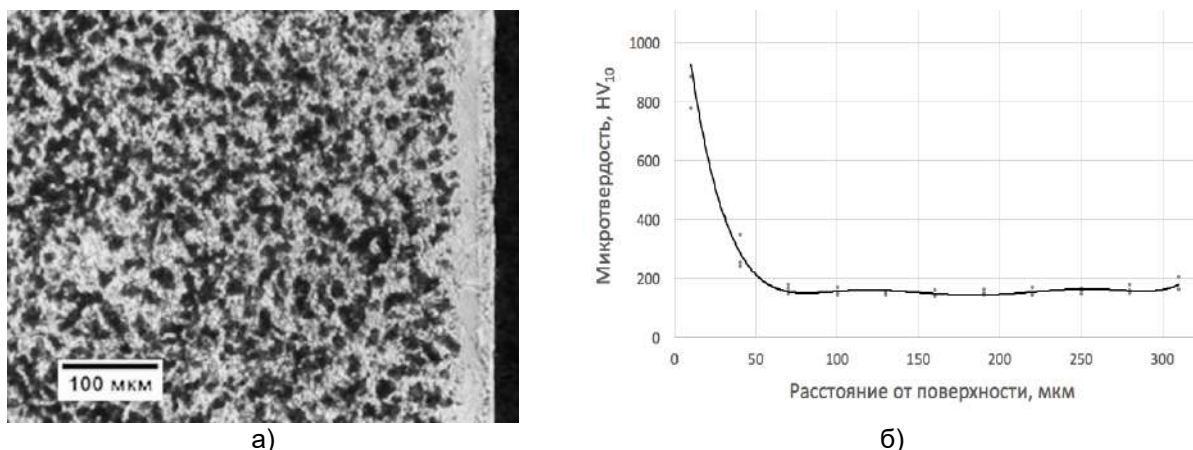 100 мкм
а)
Микротвердость, HV₁₀
1000
800
600
400
200
0
0 50 100 150 200 250 300
Расстояние от поверхности, мкм
б)